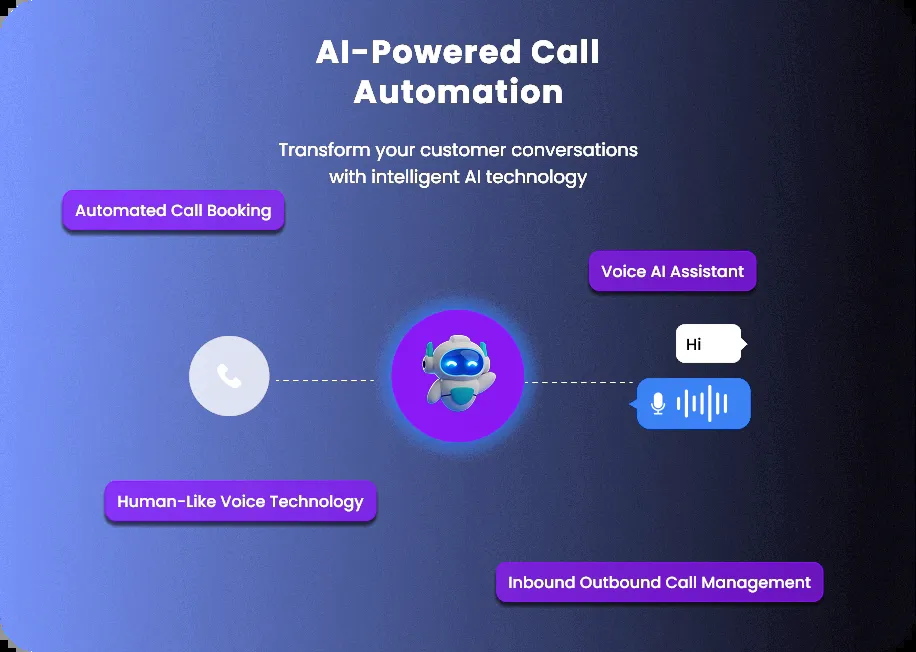 AI-Powered Call
Automation
Transform your customer conversations
with intelligent AI technology
Automated Call Booking
Voice AI Assistant
Hi
Human-Like Voice Technology
Inbound Outbound Call Management